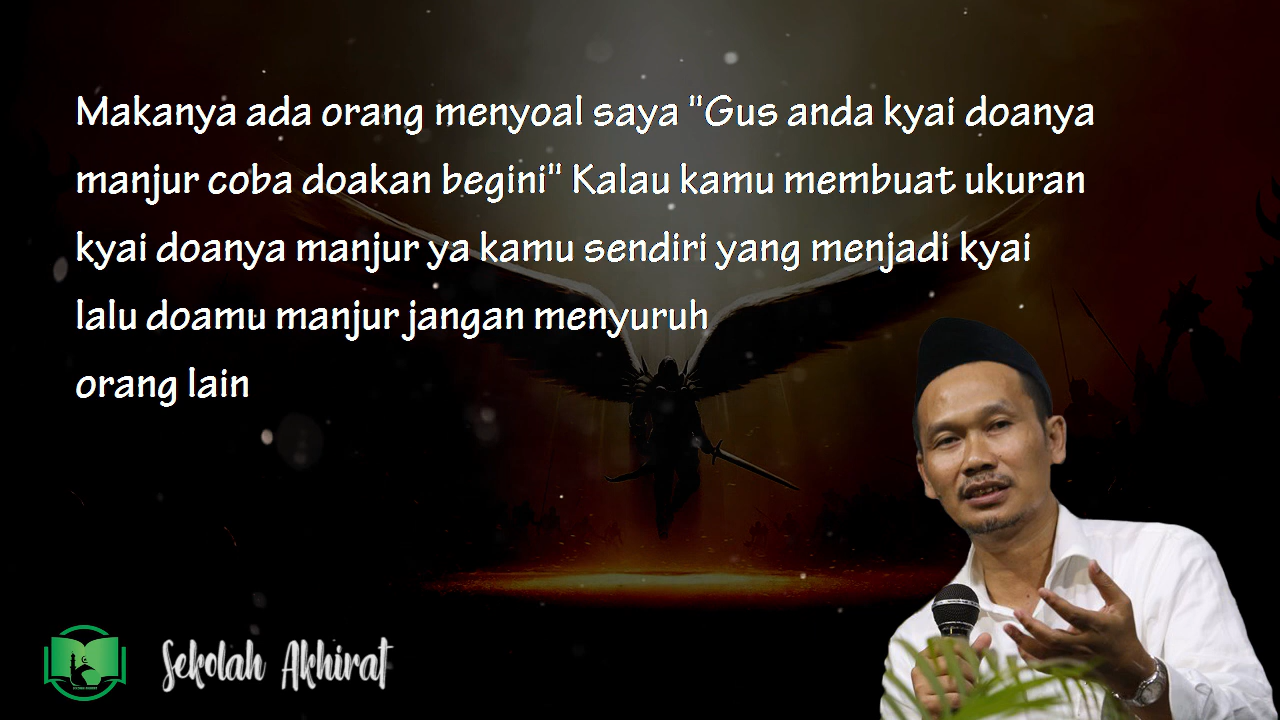 Makanya ada orang menyoal saya "Gus anda kyai doanya
manjur coba doakan begini" Kalau kamu membuat ukuran
kyai doanya manjur ya kamu sendiri yang menjadi kyai
lalu doamu manjur jangan menyuruh
orang lain
Sekolah Akhirat